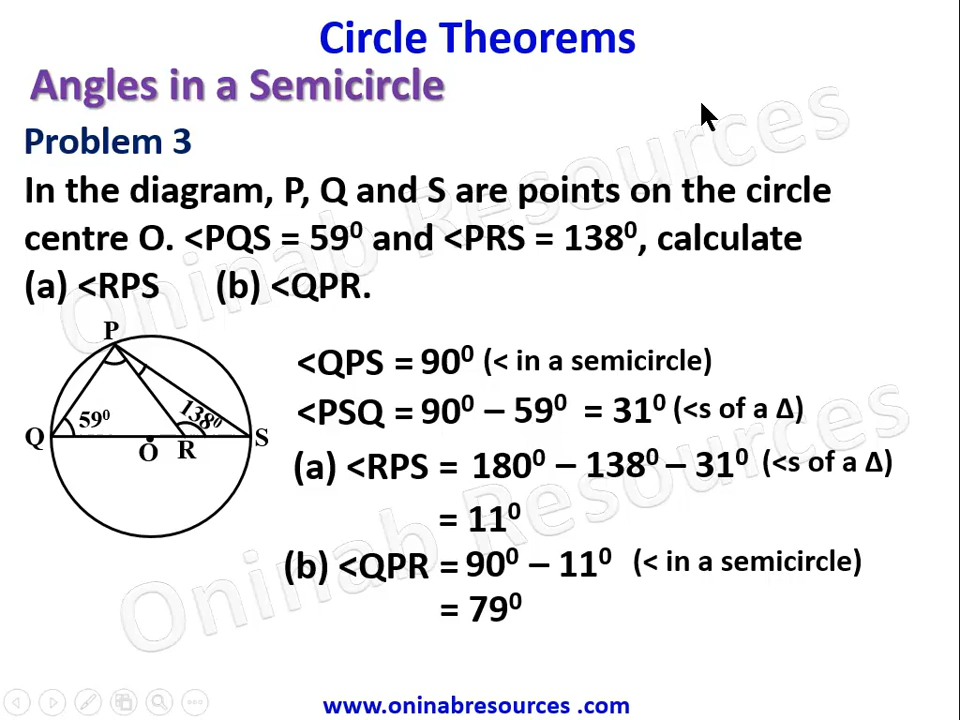 Circle Theorems
Angles in a Semicircle
Problem 3
In the diagram, P, Q and S are points on the circle
centre O. <PQS = 59⁰ and <PRS = 138⁰, calculate
(a) <RPS (b) <QPR.
P
59⁰
138⁰
Q
O
R
S
<QPS = 90⁰ (< in a semicircle)
<PSQ = 90⁰ – 59⁰ = 31⁰ (<s of a Δ)
(a) <RPS = 180⁰ – 138⁰ – 31⁰ (<s of a Δ)
= 11⁰
(b) <QPR = 90⁰ – 11⁰ (< in a semicircle)
= 79⁰
Oninab Resources
Oninab Resources
www.oninabresources .com